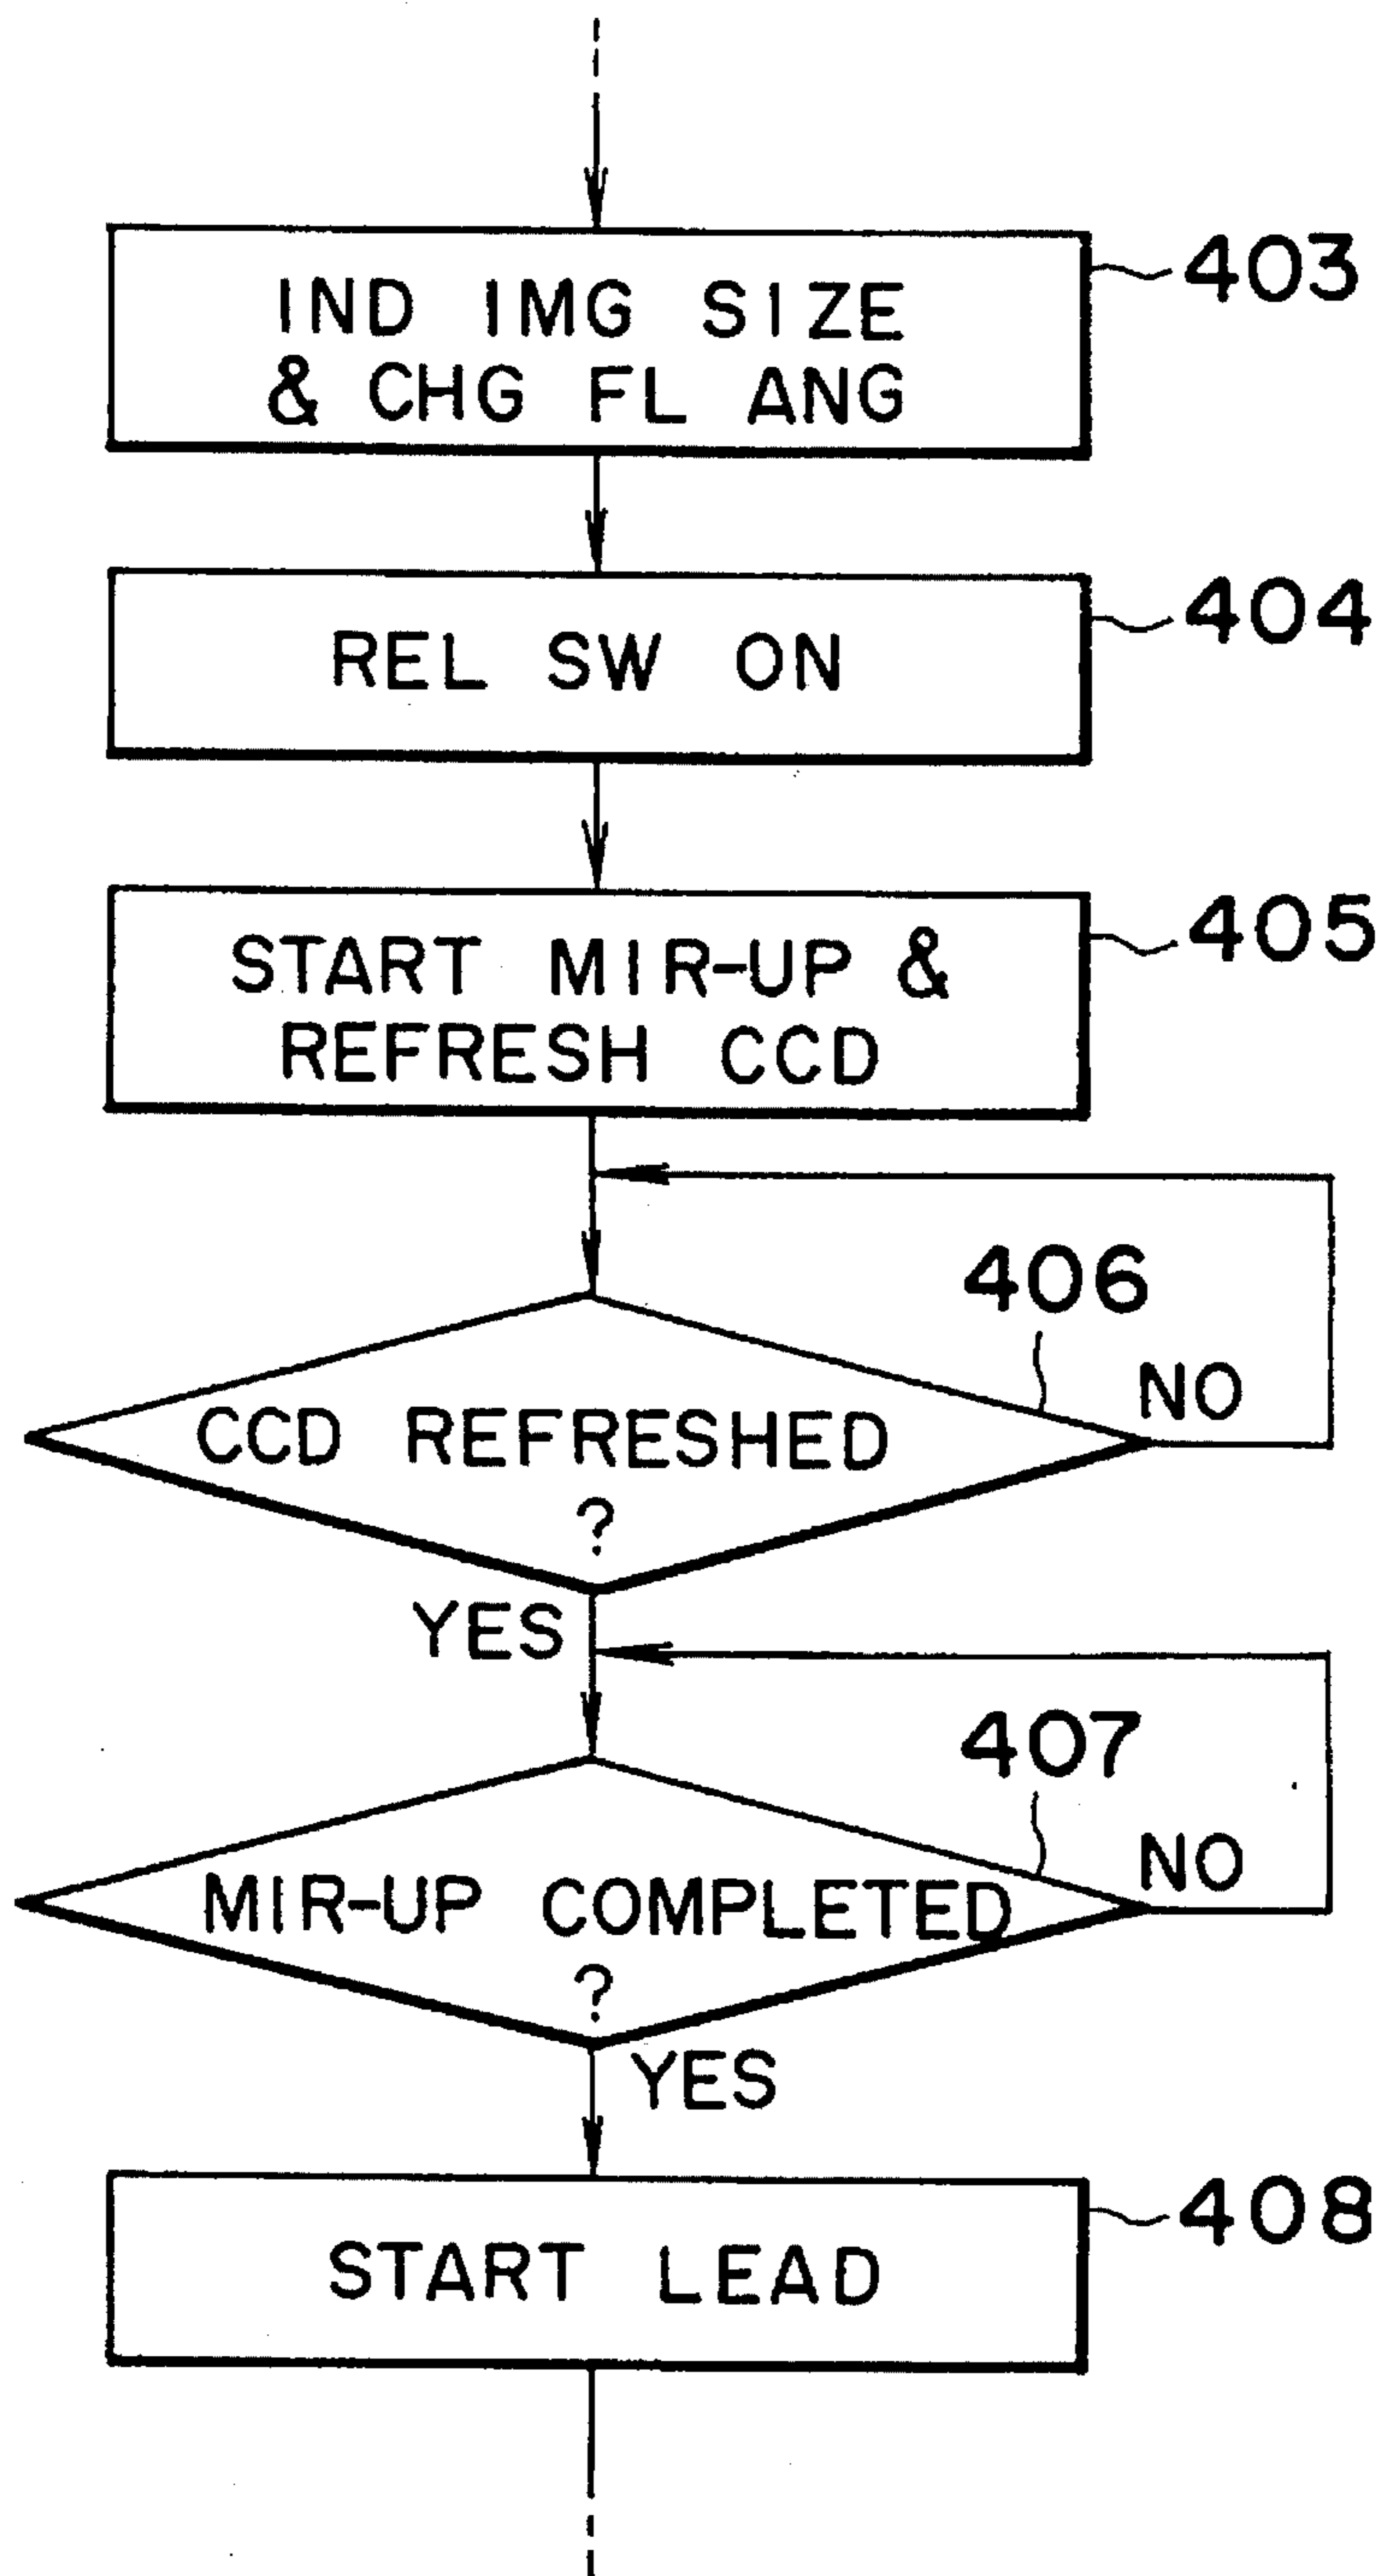 IND IMG SIZE
& CHG FL ANG
403
REL SW ON
404
START MIR-UP &
REFRESH CCD
405
406
NO
CCD REFRESHED
?
YES
407
NO
MIR-UP COMPLETED
?
YES
START LEAD
408